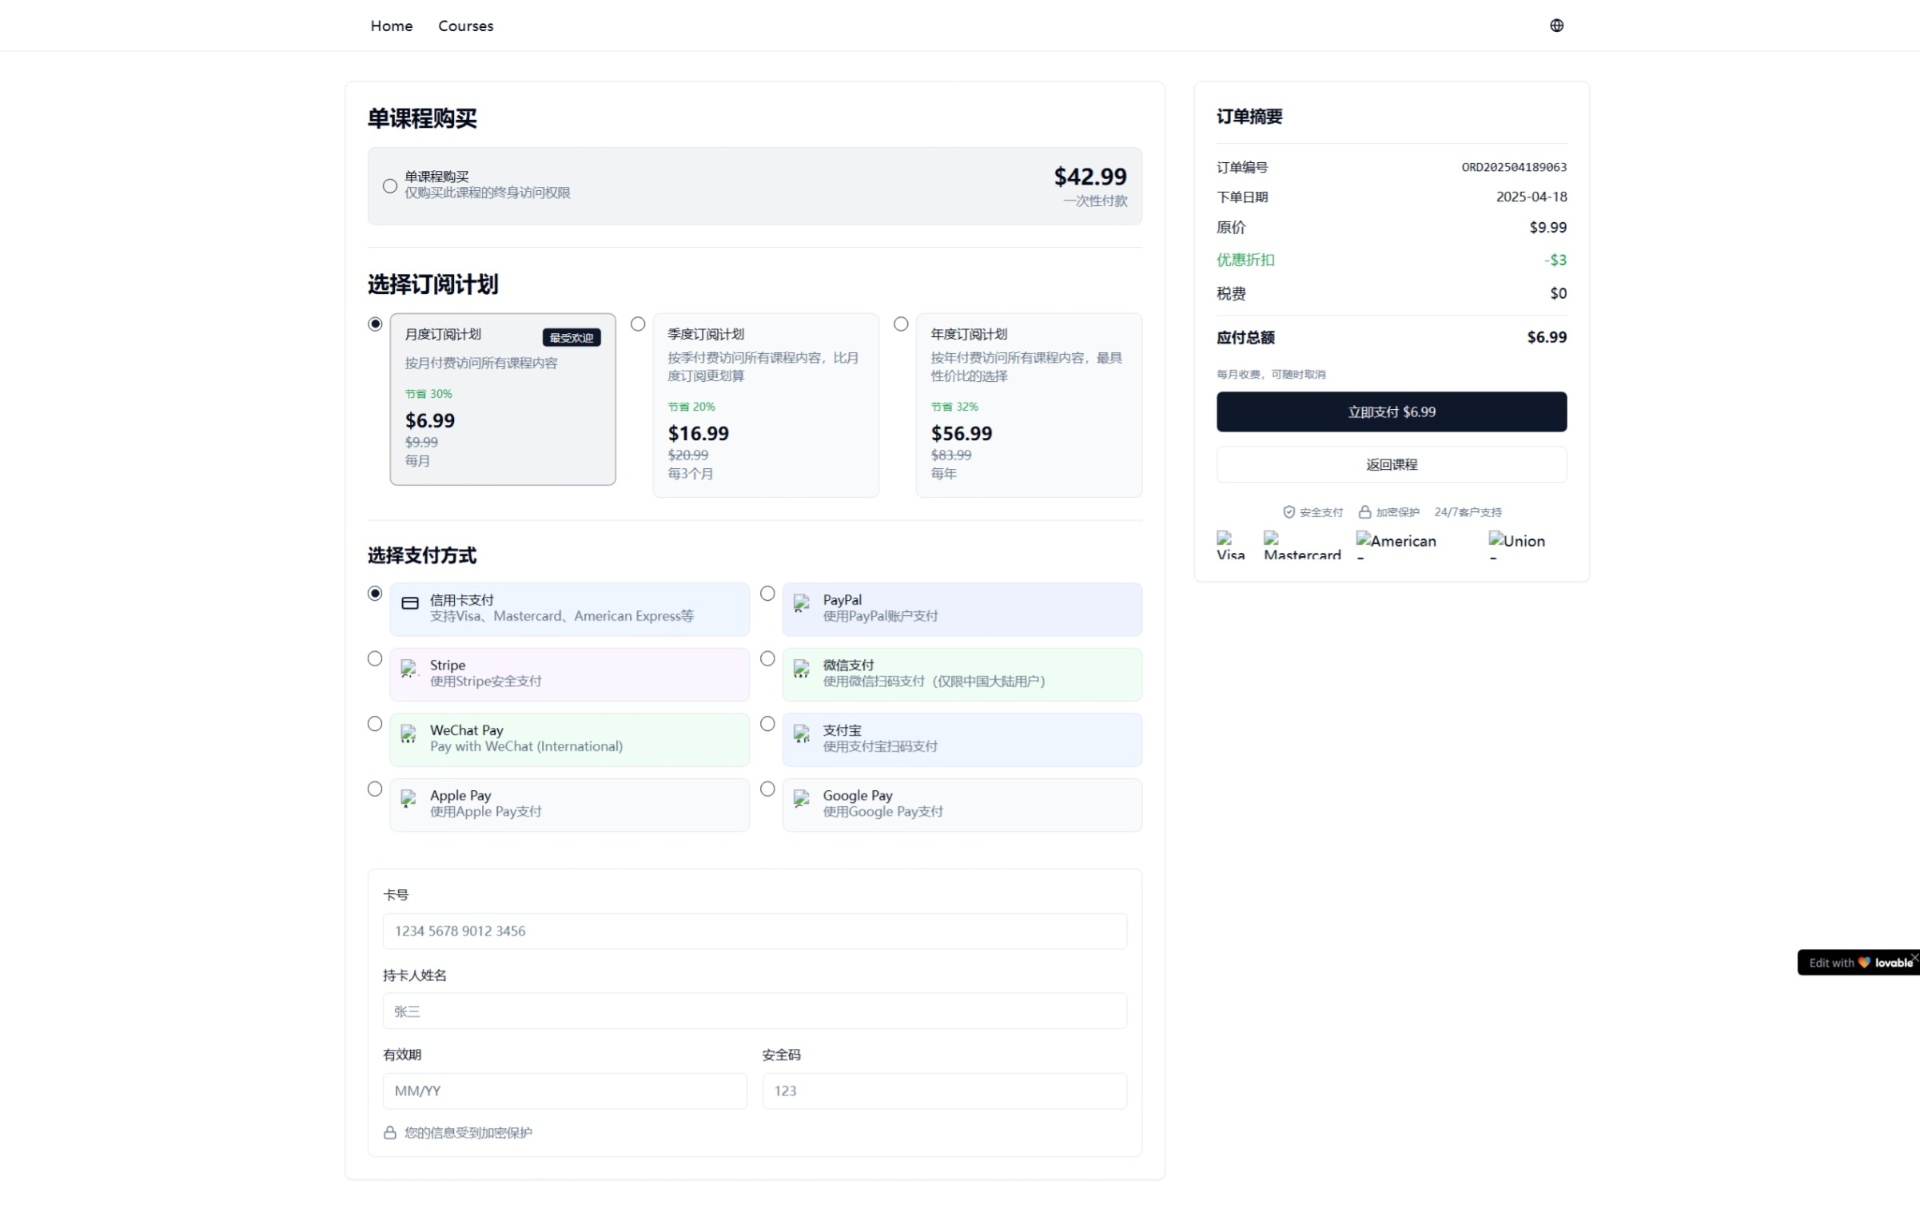 Home Courses
单课程购买
单课程购买
仅购买此课程的终身访问权限
$42.99
一次性付款
选择订阅计划
月度订阅计划
最受欢迎
按月付费访问所有课程内容
节省 30%
$6.99
$9.99
每月
季度订阅计划
按季付费访问所有课程内容，比月
度订阅更划算
节省 20%
$16.99
$20.99
每3个月
年度订阅计划
按年付费访问所有课程内容，最具
性价比的选择
节省 32%
$56.99
$83.99
每年
选择支付方式
信用卡支付
支持Visa、Mastercard、American Express等
PayPal
使用PayPal账户支付
Stripe
使用Stripe安全支付
微信支付
使用微信扫码支付（仅限中国大陆用户）
WeChat Pay
Pay with WeChat (International)
支付宝
使用支付宝扫码支付
Apple Pay
使用Apple Pay支付
Google Pay
使用Google Pay支付
卡号
1234 5678 9012 3456
持卡人姓名
张三
有效期
MM/YY
安全码
123
您的信息受到加密保护
订单摘要
订单编号 ORD202504189063
下单日期 2025-04-18
原价 $9.99
优惠折扣 -$3
税费 $0
应付总额 $6.99
每月收费，可随时取消
立即支付 $6.99
返回课程
安全支付 加密保护 24/7客户支持
Visa Mastercard American Union
Edit with lovable